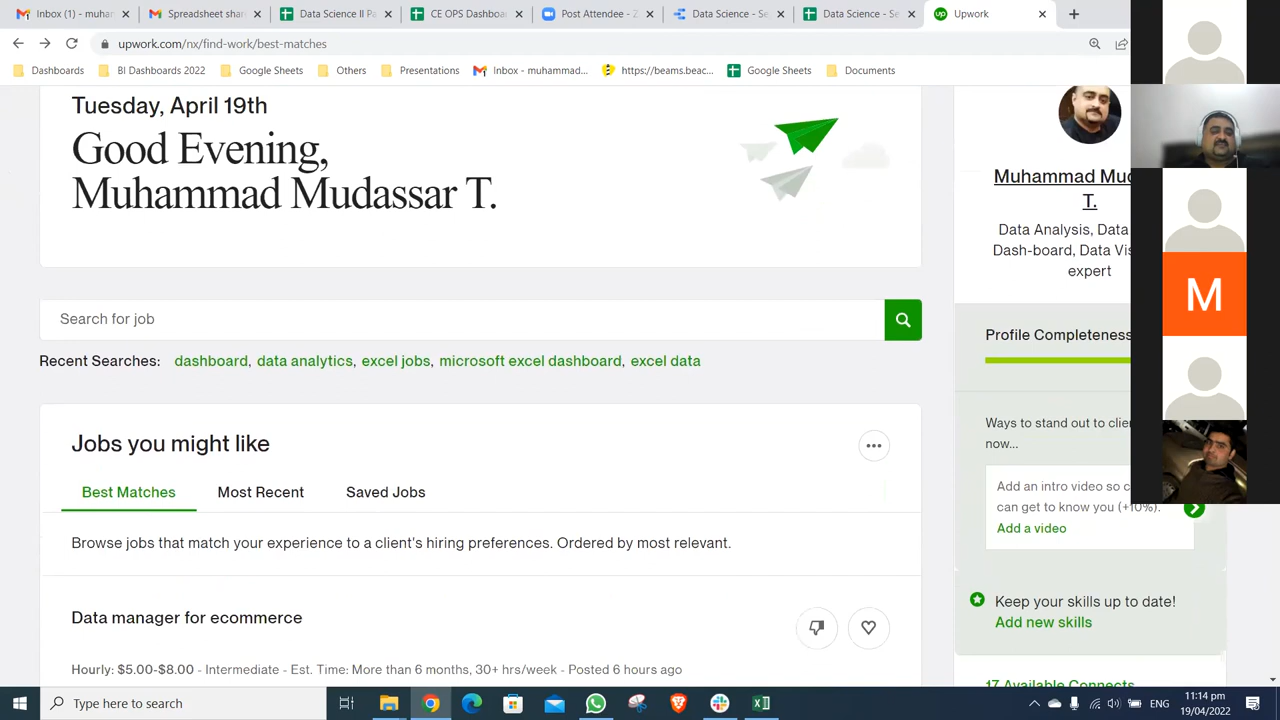 Inbox (1) - muham
Spreadsheet s
Data Science II Pa
CE OPS Dashboa
Post Attendee - Z
Data Science - Se
Data Science - Se
up
Upwork
upwork.com/nx/find-work/best-matches
Dashboards
BI Dashboards 2022
Google Sheets
Others
Presentations
Inbox - muhammad...
https://beams.beac...
Google Sheets
Documents
Tuesday, April 19th
Good Evening,
Muhammad Mudassar T.
Muhammad Mud
T.
Data Analysis, Data
Dash-board, Data Vis
expert
Search for job
Recent Searches: dashboard, data analytics, excel jobs, microsoft excel dashboard, excel data
Profile Completeness
Ways to stand out to clie
now...
Add an intro video so c
can get to know you (+10%).
Add a video
Keep your skills up to date!
Add new skills
17 Available Connects
M
Jobs you might like
Best Matches
Most Recent
Saved Jobs
Browse jobs that match your experience to a client's hiring preferences. Ordered by most relevant.
Data manager for ecommerce
Hourly: $5.00-$8.00 - Intermediate - Est. Time: More than 6 months, 30+ hrs/week - Posted 6 hours ago
Type here to search
ENG
11:14 pm
19/04/2022